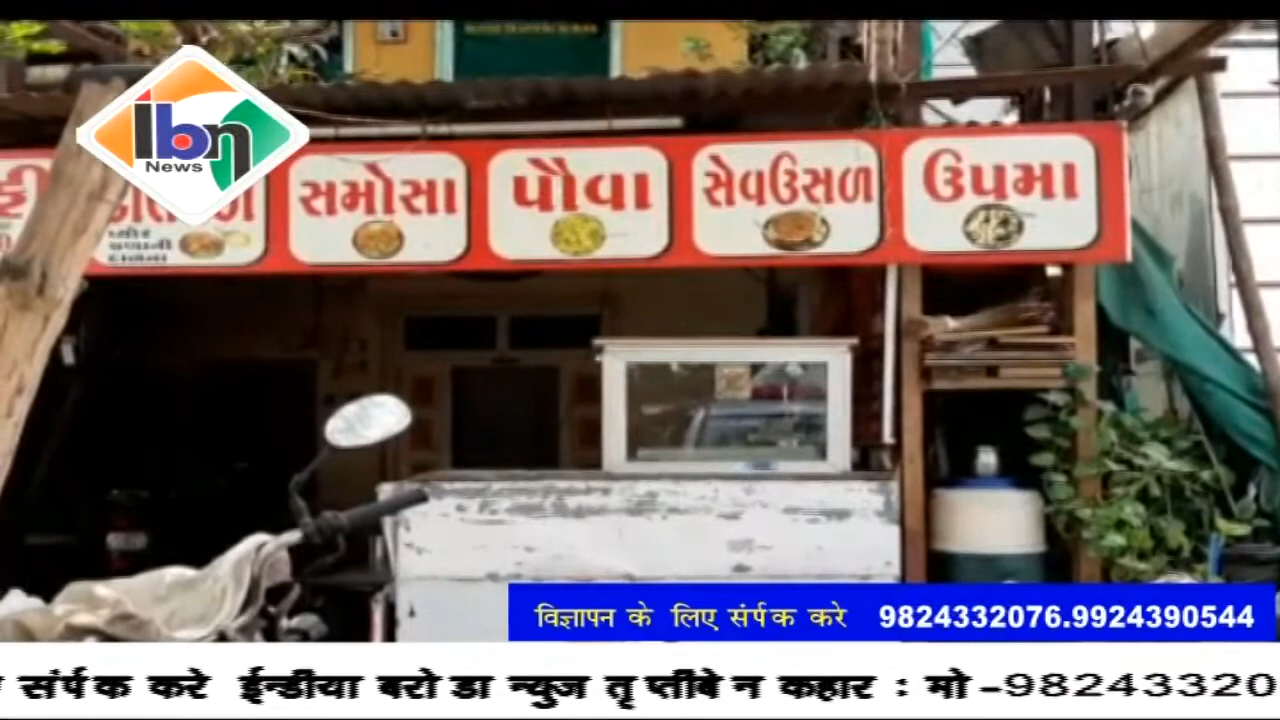 ibn
News
સમોસા
પૌવા
સેવઉસળ
ઉપમા
विज्ञापन के लिए संर्पक करे 9824332076.9924390544
संर्पक करे ईन्डीया बरोडा न्युज तृप्तीबेन कहार : मो -98243320